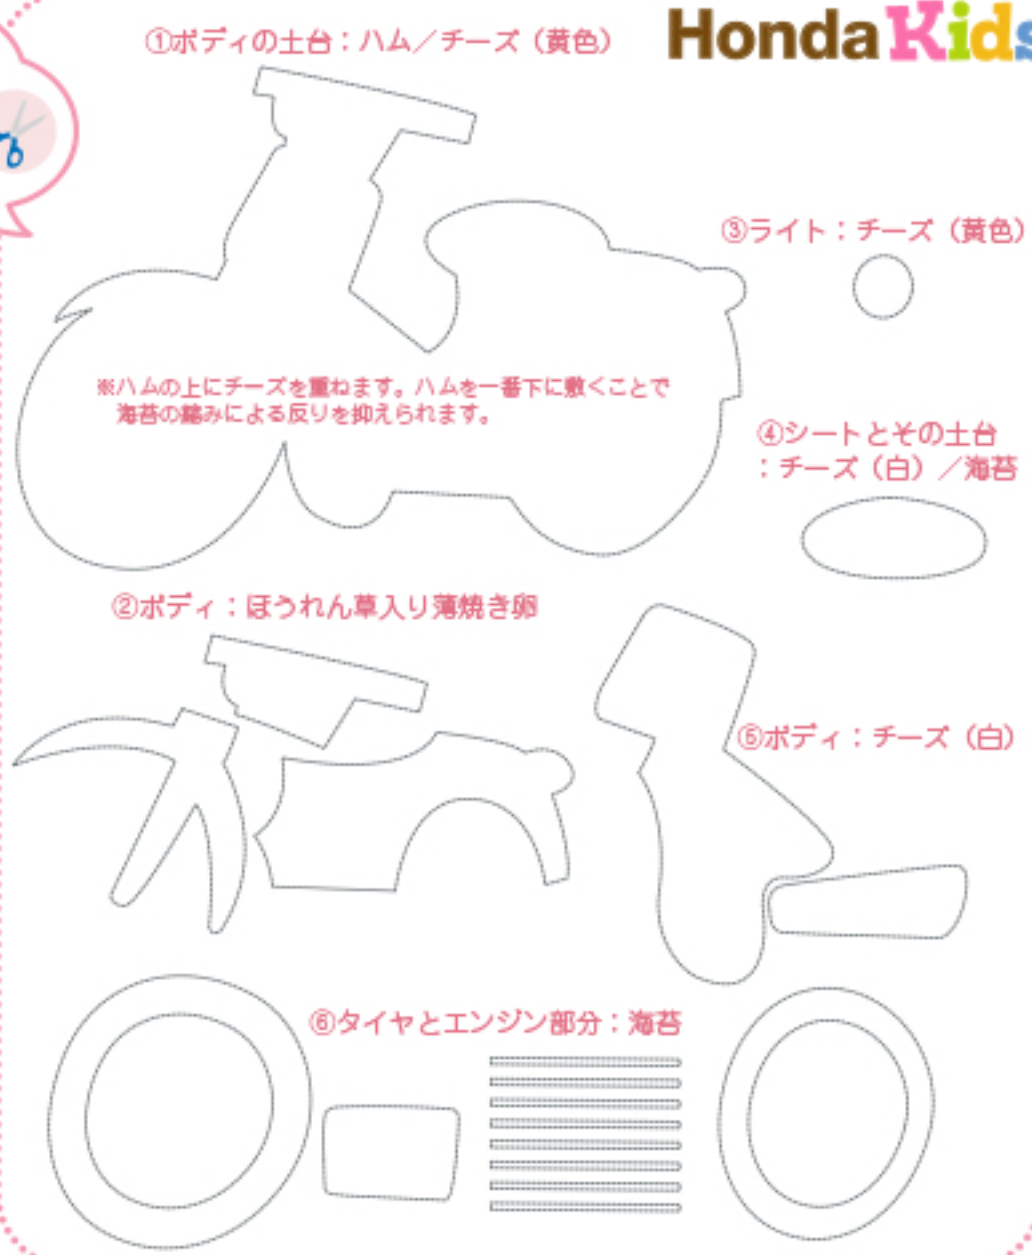 ①ボディの土台：ハム／チーズ（黄色）
Honda Kids
③ライト：チーズ（黄色）
※ハムの上にチーズを重ねます。ハムを一番下に敷くことで
海苔の縮みによる反りを抑えられます。
④シートとその土台
：チーズ（白）／海苔
②ボディ：ほうれん草入り薄焼き卵
⑤ボディ：チーズ（白）
⑥タイヤとエンジン部分：海苔